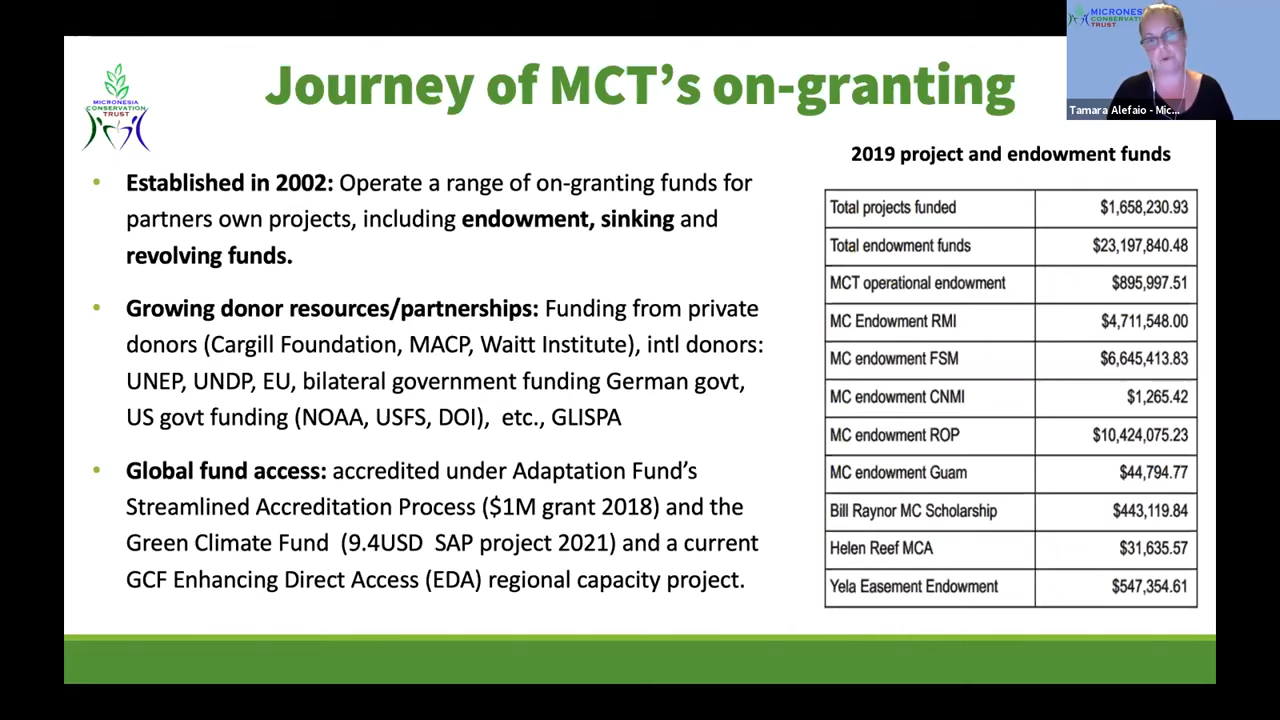 MICRONESIA
CONSERVATION
TRUST
Journey of MCT's on-granting
MICRONES
CONSERVAT
TRUST
Tamara Alefaio - Mic...
• Established in 2002: Operate a range of on-granting funds for
partners own projects, including endowment, sinking and
revolving funds.
• Growing donor resources/partnerships: Funding from private
donors (Cargill Foundation, MACP, Waitt Institute), intl donors:
UNEP, UNDP, EU, bilateral government funding German govt,
US govt funding (NOAA, USFS, DOI), etc., GLISPA
• Global fund access: accredited under Adaptation Fund's
Streamlined Accreditation Process ($1M grant 2018) and the
Green Climate Fund (9.4USD SAP project 2021) and a current
GCF Enhancing Direct Access (EDA) regional capacity project.
2019 project and endowment funds
Total projects funded $1,658,230.93
Total endowment funds $23,197,840.48
MCT operational endowment $895,997.51
MC Endowment RMI $4,711,548.00
MC endowment FSM $6,645,413.83
MC endowment CNMI $1,265.42
MC endowment ROP $10,424,075.23
MC endowment Guam $44,794.77
Bill Raynor MC Scholarship $443,119.84
Helen Reef MCA $31,635.57
Yela Easement Endowment $547,354.61